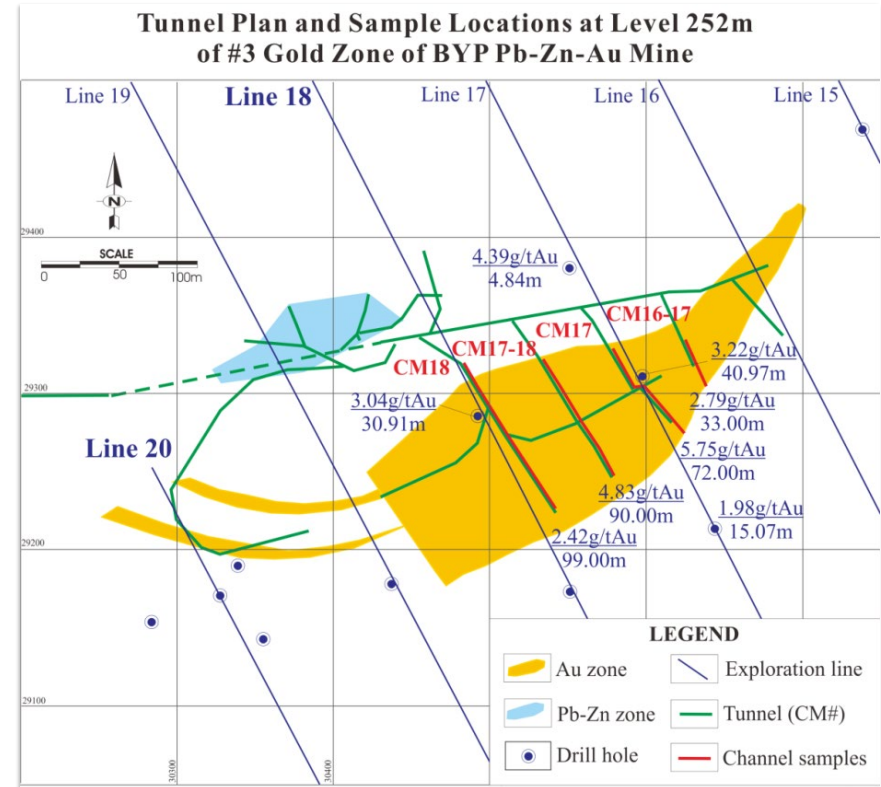 Tunnel Plan and Sample Locations at Level 252m
of #3 Gold Zone of BYP Pb-Zn-Au Mine
Line 19
Line 18
Line 17
Line 16
Line 15
N
29400
SCALE
0 50 100m
4.39g/tAu
4.84m
CM16-17
CM17
CM17-18
CM18
3.22g/tAu
40.97m
29300
3.04g/tAu
30.91m
2.79g/tAu
33.00m
Line 20
5.75g/tAu
72.00m
4.83g/tAu
90.00m
1.98g/tAu
15.07m
2.42g/tAu
99.00m
29200
LEGEND
Au zone
Exploration line
Pb-Zn zone
Tunnel (CM#)
Drill hole
Channel samples
29100
30300
30400